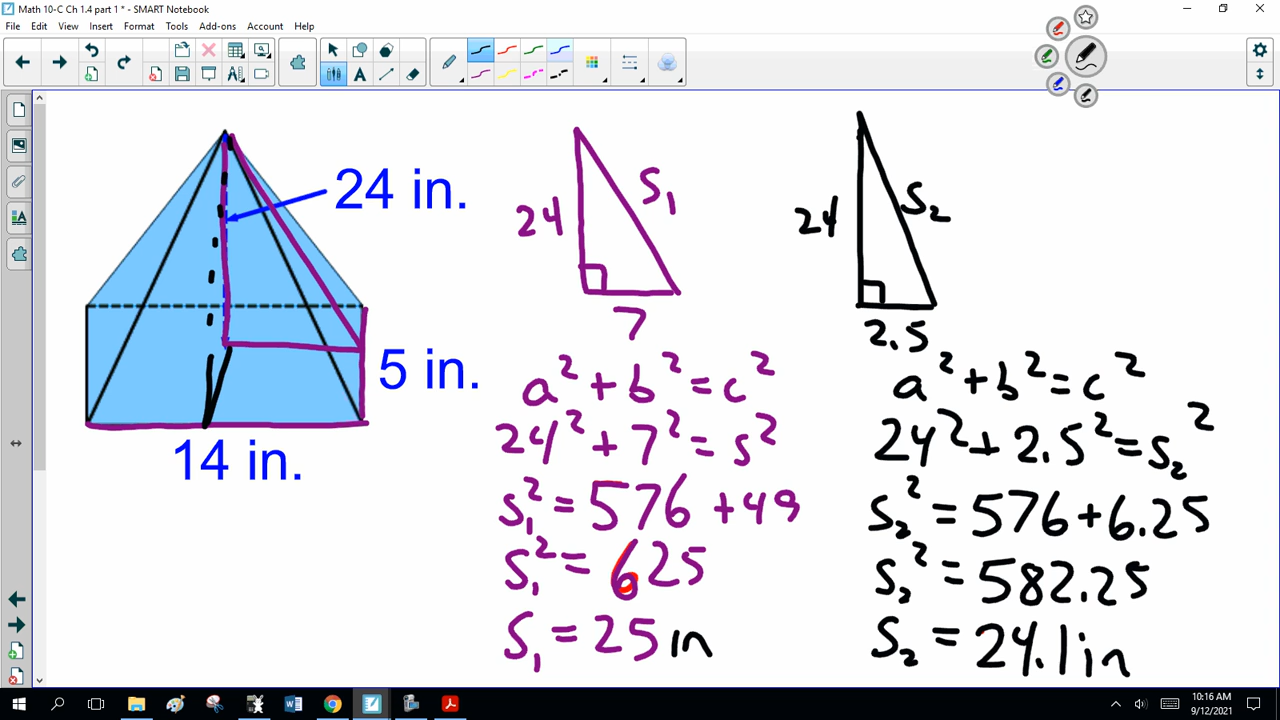 Math 10-C Ch 1.4 part 1 * - SMART Notebook
File Edit View Insert Format Tools Add-ons Account Help
24 in.
5 in.
14 in.
24
S₁
7
a² + b² = c²
24² + 7² = s²
s₁² = 576 + 49
s₁² = 625
S₁ = 25 in
24
S₂
2.5
a² + b² = c²
24² + 2.5² = s₂²
s₂² = 576 + 6.25
s₂² = 582.25
S₂ = 24.1 in
10:16 AM
9/12/2021